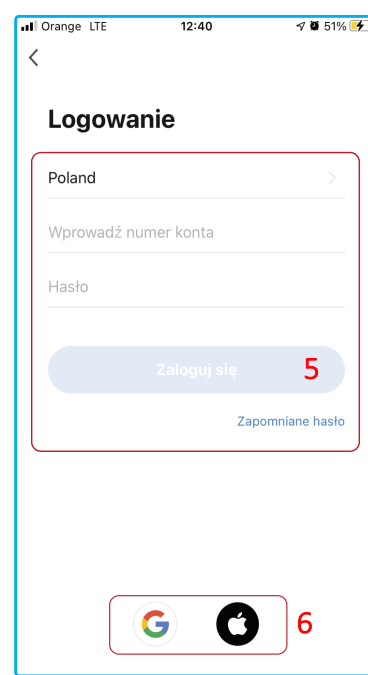 Orange LTE 12:40 51%
Logowanie
Poland
Wprowadź numer konta
Hasło
Zaloguj się 5
Zapomniane hasło
G 6